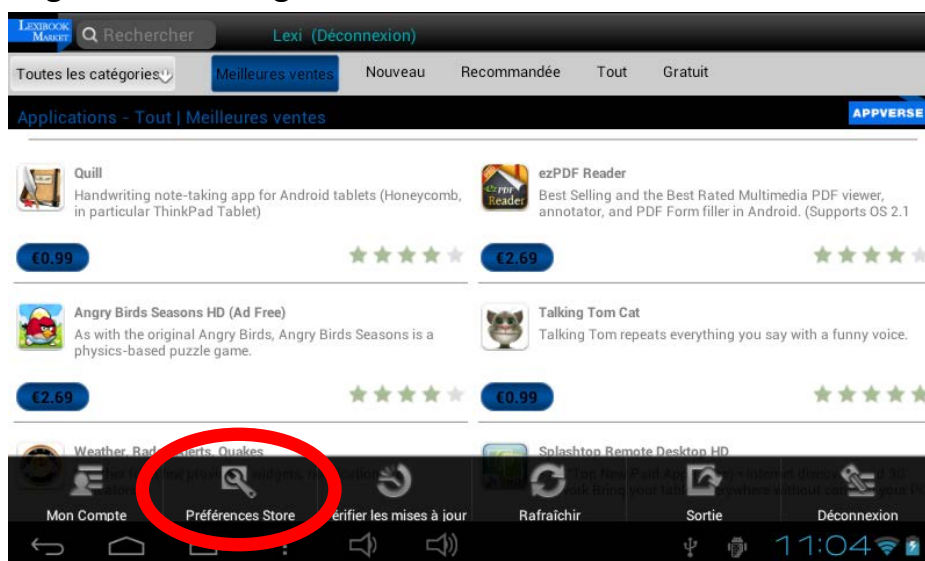 LEXIBOOK
MARKET
Rechercher
Lexi (Déconnexion)
Toutes les catégories
Meilleures ventes
Nouveau
Recommandée
Tout
Gratuit
Applications - Tout | Meilleures ventes
APPVERSE
Quill
Handwriting note-taking app for Android tablets (Honeycomb,
in particular ThinkPad Tablet)
€0.99
ezPDF Reader
Best Selling and the Best Rated Multimedia PDF viewer,
annotator, and PDF Form filler in Android. (Supports OS 2.1
ezPDF
Reader
€2.69
Angry Birds Seasons HD (Ad Free)
As with the original Angry Birds, Angry Birds Seasons is a
physics-based puzzle game.
€2.69
Talking Tom Cat
Talking Tom repeats everything you say with a funny voice.
€0.99
Weather, Quakes
Splashtop Remote Desktop HD
Mon Compte
Préférences Store
érifier les mises à jour
Rafraîchir
Sortie
Déconnexion
11:04